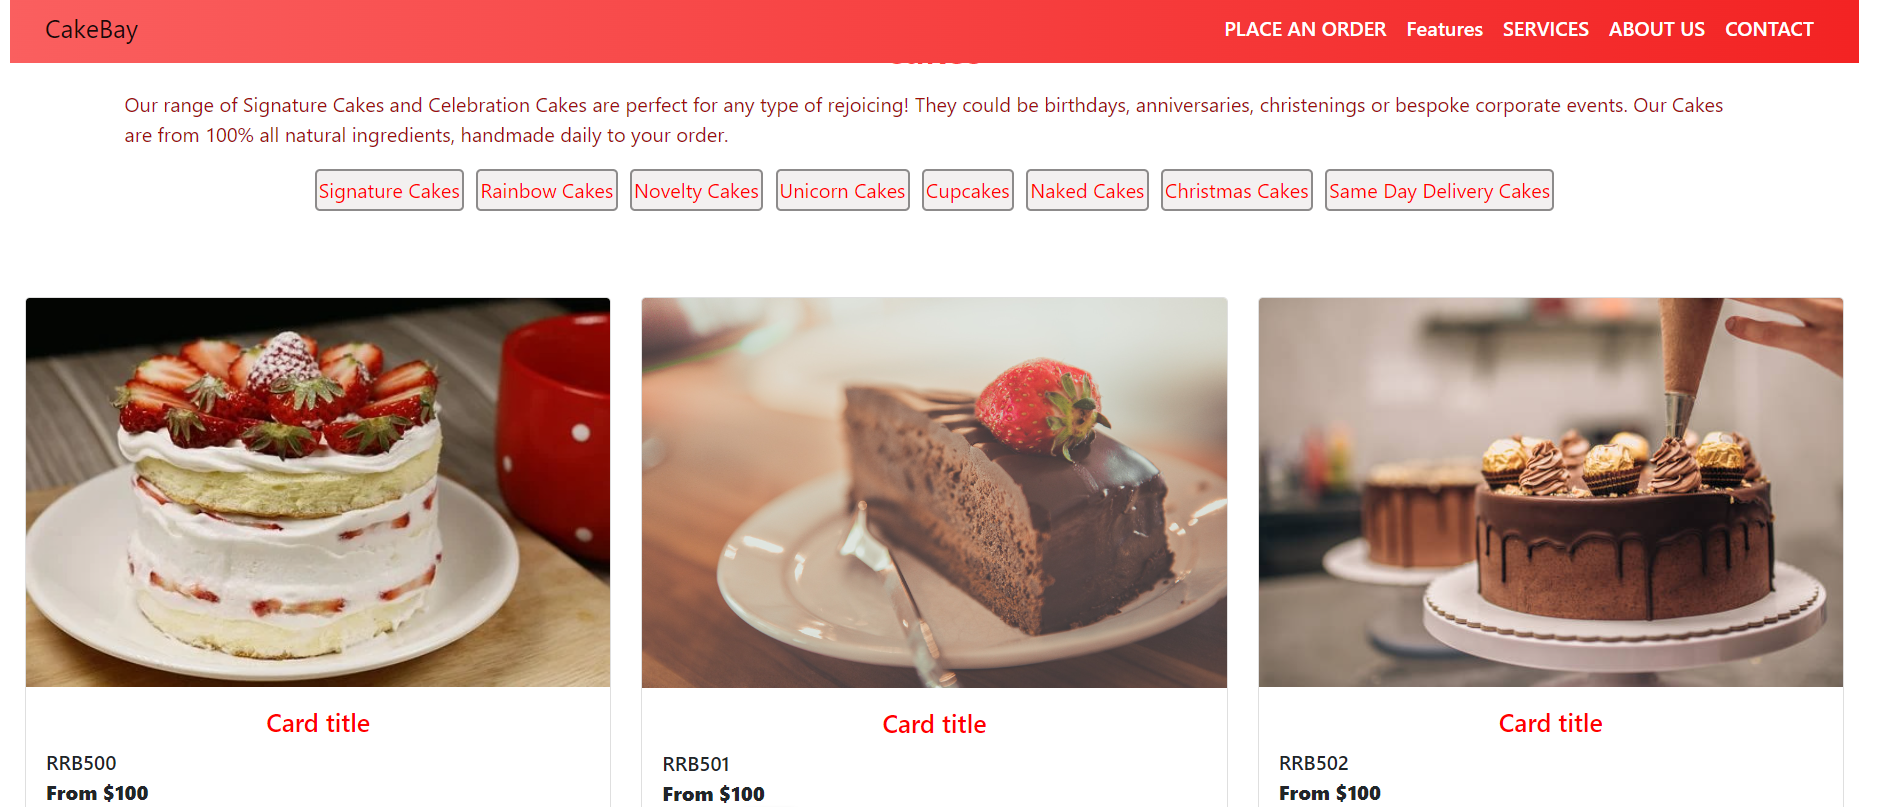 CakeBay PLACE AN ORDER Features SERVICES ABOUT US CONTACT
Our range of Signature Cakes and Celebration Cakes are perfect for any type of rejoicing! They could be birthdays, anniversaries, christenings or bespoke corporate events. Our Cakes
are from 100% all natural ingredients, handmade daily to your order.
Signature Cakes Rainbow Cakes Novelty Cakes Unicorn Cakes Cupcakes Naked Cakes Christmas Cakes Same Day Delivery Cakes
Card title Card title Card title
RRB500 RRB501 RRB502
From $100 From $100 From $100